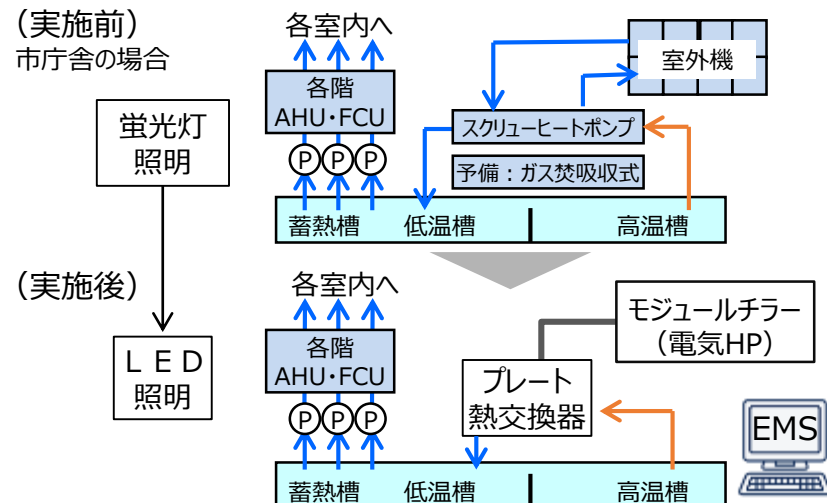 （実施前）
市庁舎の場合
蛍光灯
照明
各室内へ
各階
AHU・FCU
P P P
室外機
スクリューヒートポンプ
予備：ガス焚吸収式
蓄熱槽 低温槽 高温槽
（実施後）
ＬＥＤ
照明
各室内へ
各階
AHU・FCU
P P P
モジュールチラー
（電気HP）
プレート
熱交換器
EMS
蓄熱槽 低温槽 高温槽